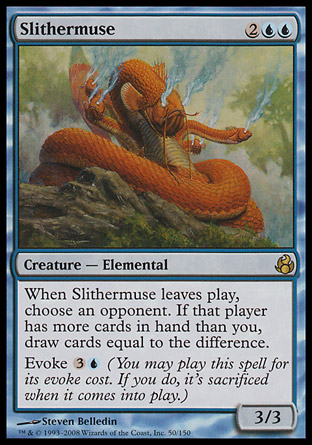 Slithermuse 2
Creature — Elemental
When Slithermuse leaves play,
choose an opponent. If that player
has more cards in hand than you,
draw cards equal to the difference.
Evoke 3 (You may play this spell for
its evoke cost. If you do, it's sacrificed
when it comes into play.)
Steven Belledin
™ & © 1993-2008 Wizards of the Coast, Inc. 50/150
3/3